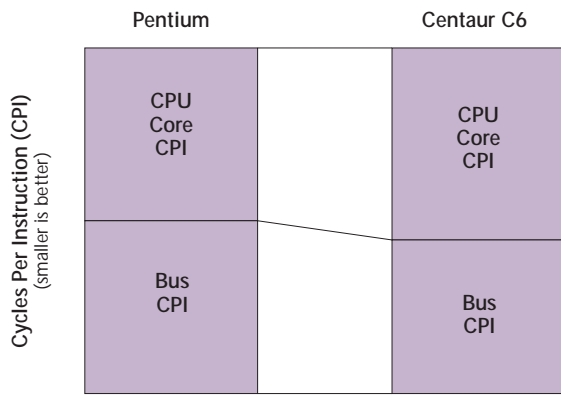 Pentium
Centaur C6
Cycles Per Instruction (CPI)
(smaller is better)
CPU
Core
CPI
CPU
Core
CPI
Bus
CPI
Bus
CPI